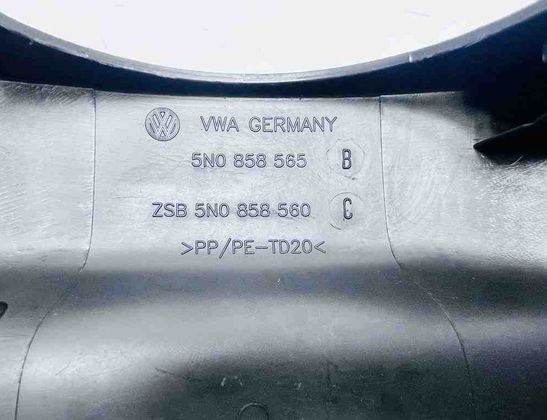 VWA GERMANY
5N0 858 565 B
ZSB 5N0 858 560 C
>PP/PE-TD20<